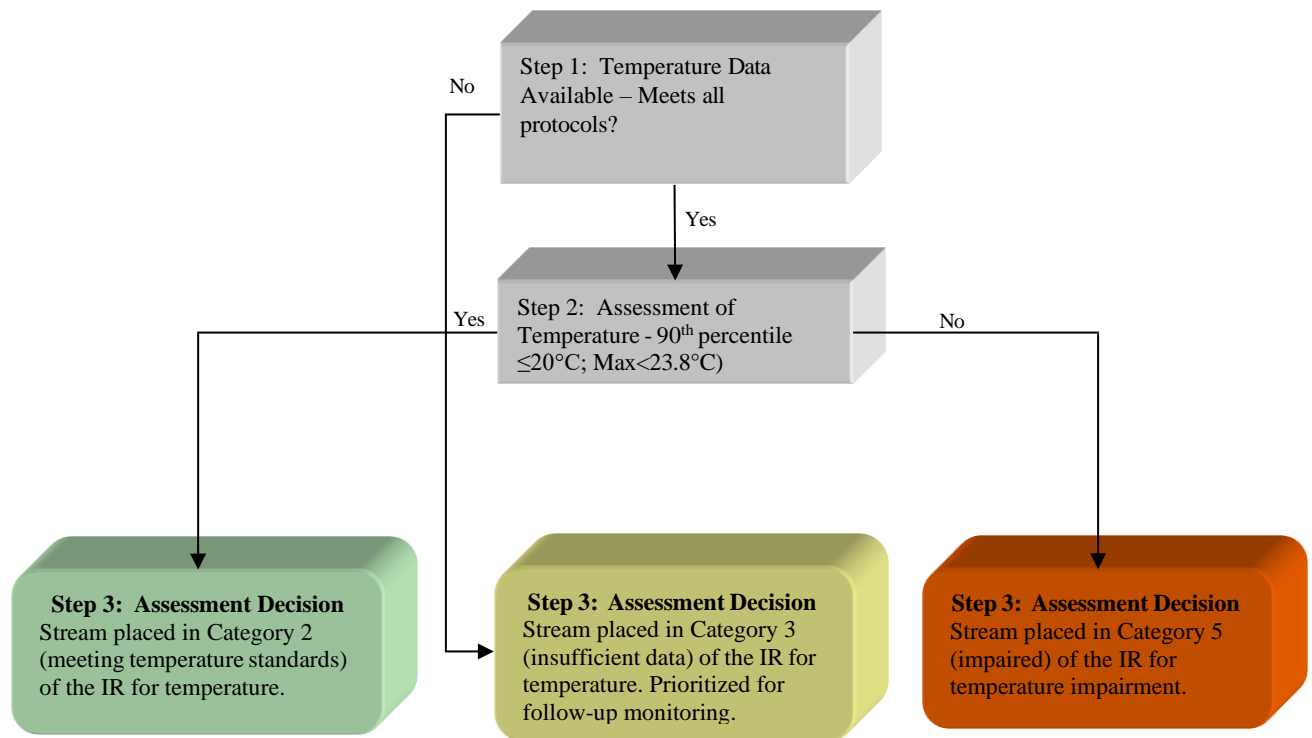 Step 1:  Temperature Data
Available – Meets all
protocols?
No
Yes
Step 2:  Assessment of
Temperature - 90th percentile
≤20°C; Max<23.8°C)
Yes
No
Step 3:  Assessment Decision
Stream placed in Category 2
(meeting temperature standards)
of the IR for temperature.
Step 3:  Assessment Decision
Stream placed in Category 3
(insufficient data) of the IR for
temperature. Prioritized for
follow-up monitoring.
Step 3:  Assessment Decision
Stream placed in Category 5
(impaired) of the IR for
temperature impairment.